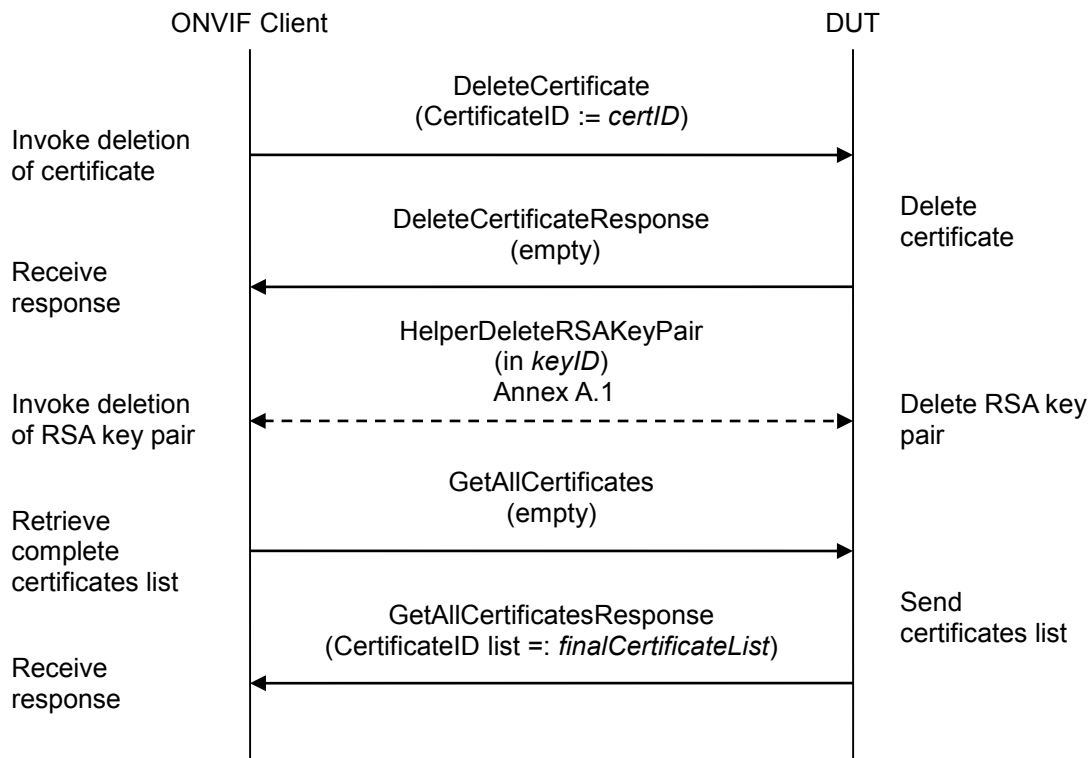 ONVIF Client
DUT
DeleteCertificate
(CertificateID := certID)
Invoke deletion
of certificate
DeleteCertificateResponse
(empty)
Delete
certificate
Receive
response
HelperDeleteRSAKeyPair
(in keyID)
Annex A.1
Invoke deletion
of RSA key pair
Delete RSA key
pair
GetAllCertificates
(empty)
Retrieve
complete
certificates list
GetAllCertificatesResponse
(CertificateID list =: finalCertificateList)
Send
certificates list
Receive
response